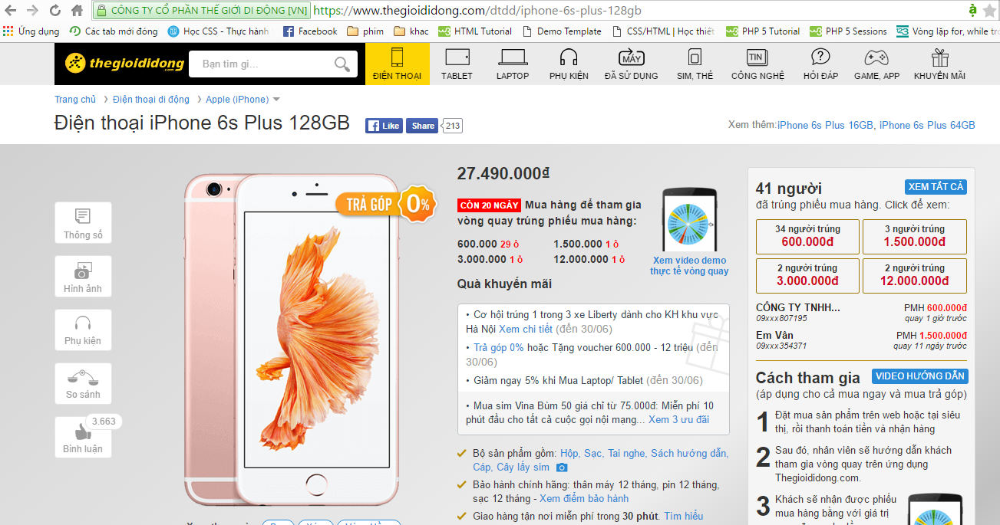 CÔNG TY CỔ PHẦN THẾ GIỚI DI ĐỘNG [VN] https://www.thegioididong.com/dtdd/iphone-6s-plus-128gb
Ứng dụng Các tab mới đóng Học CSS - Thực hành Facebook phim khac HTML Tutorial Demo Template CSS/HTML | Học thiết PHP 5 Tutorial PHP 5 Sessions Vòng lặp for, while tro
thegioididong.com Bạn tìm gì... ĐIỆN THOẠI TABLET LAPTOP PHỤ KIỆN MÁY ĐÃ SỬ DỤNG SIM, THẺ TIN CÔNG NGHỆ HỎI ĐÁP GAME, APP KHUYẾN MÃI
Trang chủ Điện thoại di động Apple (iPhone)
Điện thoại iPhone 6s Plus 128GB Like Share 213
Xem thêm:iPhone 6s Plus 16GB, iPhone 6s Plus 64GB
Thông số
Hình ảnh
Phụ kiện
So sánh
3.663
Bình luận
TRẢ GÓP 0%
27.490.000₫
CÒN 20 NGÀY Mua hàng để tham gia
vòng quay trúng phiếu mua hàng:
600.000 29 ô 1.500.000 1 ô
3.000.000 1 ô 12.000.000 1 ô
Xem video demo
thực tế vòng quay
Quà khuyến mãi
• Cơ hội trúng 1 trong 3 xe Liberty dành cho KH khu vực
Hà Nội Xem chi tiết (đến 30/06)
• Trả góp 0% hoặc Tặng voucher 600.000 - 12 triệu (đến
30/06)
• Giảm ngay 5% khi Mua Laptop/ Tablet (đến 30/06)
• Mua sim Vina Bùm 50 giá chỉ từ 75.000đ: Miễn phí 10
phút đầu cho tất cả cuộc gọi nội mạng... Xem 3 ưu đãi
Bộ sản phẩm gồm: Hộp, Sạc, Tai nghe, Sách hướng dẫn,
Cáp, Cây lấy sim
Bảo hành chính hãng: thân máy 12 tháng, pin 12 tháng,
sạc 12 tháng - Xem điểm bảo hành
Giao hàng tận nơi miễn phí trong 30 phút. Tìm hiểu
41 người XEM TẤT CẢ
đã trúng phiếu mua hàng. Click để xem:
34 người trúng
600.000đ
3 người trúng
1.500.000đ
2 người trúng
3.000.000đ
2 người trúng
12.000.000đ
CÔNG TY TNHH... PMH 600.000đ
09xxx807195 quay 1 giờ trước
Em Vân PMH 1.500.000đ
09xxx354371 quay 11 ngày trước
Cách tham gia VIDEO HƯỚNG DẪN
(áp dụng cho cả mua ngay và mua trả góp)
1 Đặt mua sản phẩm trên web hoặc tại siêu
thị, rồi thanh toán tiền và nhận hàng
2 Sau đó, nhân viên sẽ hướng dẫn khách
tham gia vòng quay trên ứng dụng
Thegioididong.com.
3 Khách sẽ nhận được phiếu
mua hàng bằng với giá trị